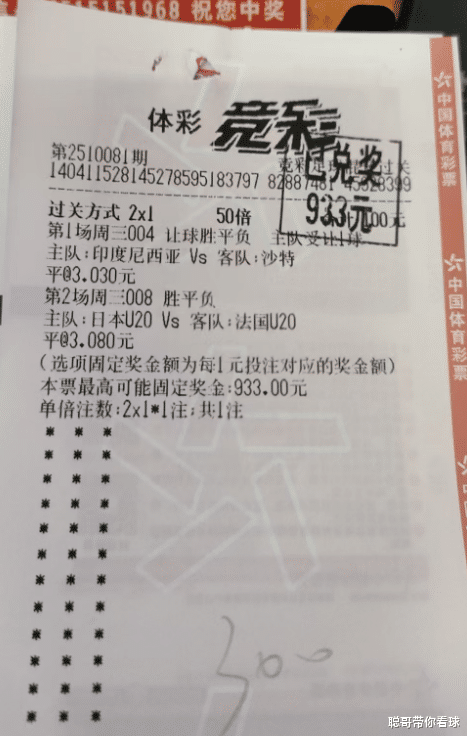 15151968 祝您中奖
体彩 竞彩
第2510081期
已兑奖
933元
过关方式 2x1 50倍
第1场周三004 让球胜平负 主队受让1球
主队:印度尼西亚 Vs 客队:沙特
平@3.030元
第2场周三008 胜平负
主队:日本U20 Vs 客队:法国U20
平@3.080元
(选项固定奖金额为每1元投注对应的奖金额)
本票最高可能固定奖金:933.00元
单倍注数:2x1*1注;共1注
300
中国体育彩票
中国体育彩票
中国体育彩票
聪哥带你看球